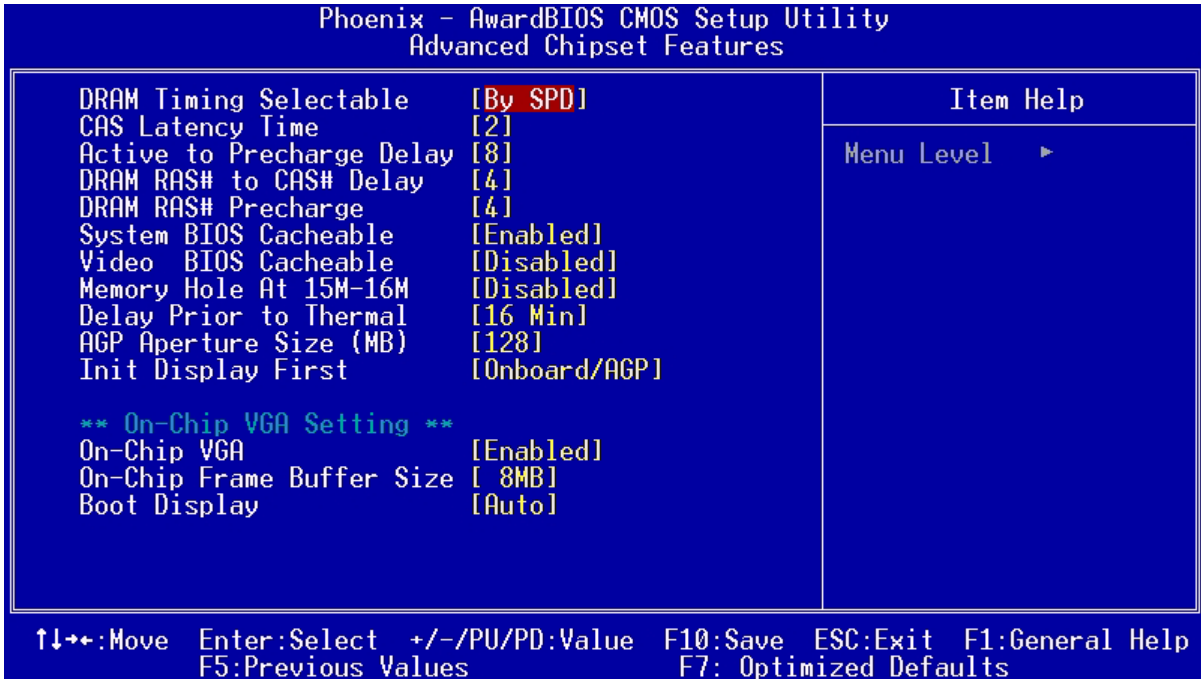 Phoenix - AwardBIOS CMOS Setup Utility
Advanced Chipset Features
DRAM Timing Selectable [By SPD]
CAS Latency Time [2]
Active to Precharge Delay [8]
DRAM RAS# to CAS# Delay [4]
DRAM RAS# Precharge [4]
System BIOS Cacheable [Enabled]
Video  BIOS Cacheable [Disabled]
Memory Hole At 15M-16M [Disabled]
Delay Prior to Thermal [16 Min]
AGP Aperture Size (MB) [128]
Init Display First [Onboard/AGP]
** On-Chip VGA Setting **
On-Chip VGA [Enabled]
On-Chip Frame Buffer Size [ 8MB]
Boot Display [Auto]
Item Help
Menu Level ►
↑↓→←:Move Enter:Select +/-/PU/PD:Value F10:Save ESC:Exit F1:General Help
F5:Previous Values F7: Optimized Defaults